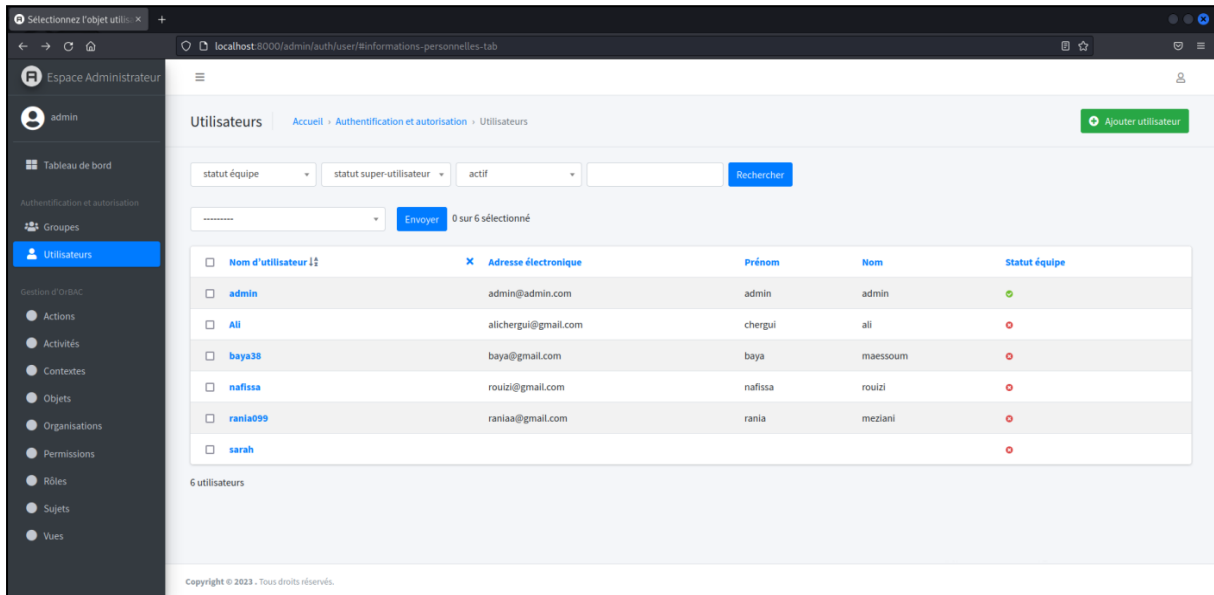 Sélectionnez l'objet utilis
localhost:8000/admin/auth/user/#informations-personnelles-tab
Espace Administrateur
admin
Tableau de bord
Authentification et autorisation
Groupes
Utilisateurs
Gestion d'OrBAC
Actions
Activités
Contextes
Objets
Organisations
Permissions
Rôles
Sujets
Vues
Utilisateurs
Accueil › Authentification et autorisation › Utilisateurs
Ajouter utilisateur
statut équipe
statut super-utilisateur
actif
Rechercher
---------
Envoyer
0 sur 6 sélectionné
Nom d'utilisateur Adresse électronique Prénom Nom Statut équipe
admin admin@admin.com admin admin
Ali alichergui@gmail.com chergui ali
baya38 baya@gmail.com baya maessoum
nafissa rouizi@gmail.com nafissa rouizi
rania099 raniaa@gmail.com rania meziani
sarah
6 utilisateurs
Copyright © 2023 . Tous droits réservés.